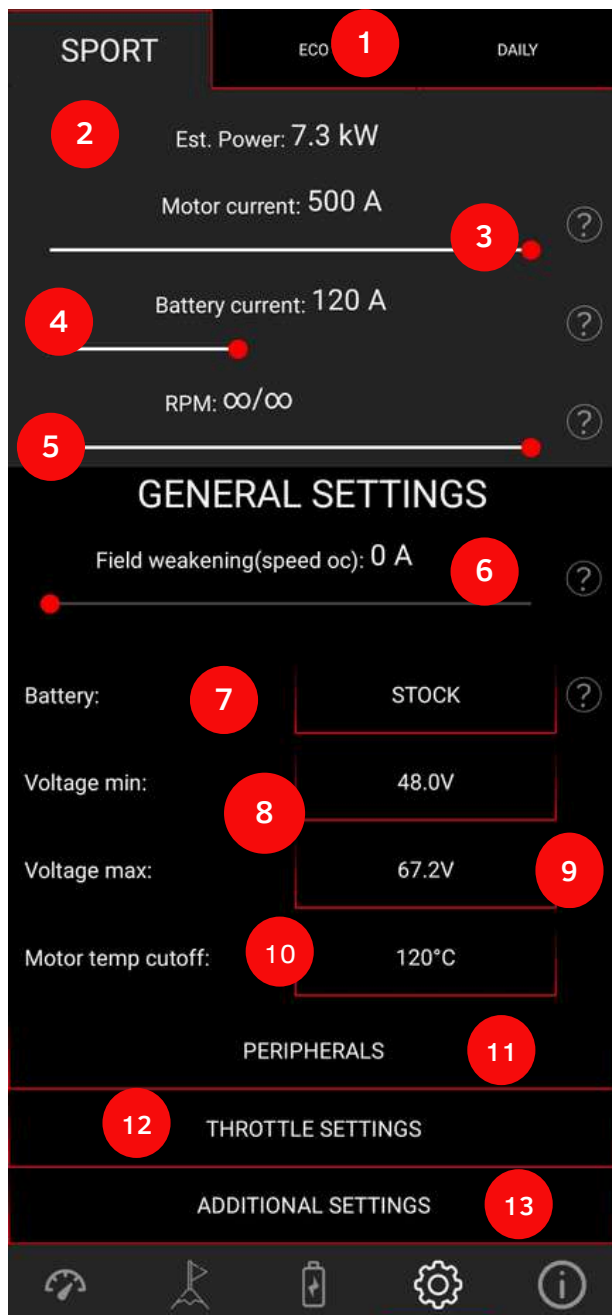 SPORT ECO 1 DAILY
2 Est. Power: 7.3 kW
Motor current: 500 A
3 ?
4 Battery current: 120 A ?
RPM: ∞/∞
5 ?
GENERAL SETTINGS
Field weakening(speed oc): 0 A 6 ?
Battery: 7 STOCK ?
Voltage min: 48.0V
8
Voltage max: 67.2V 9
Motor temp cutoff: 10 120°C
PERIPHERALS 11
12 THROTTLE SETTINGS
ADDITIONAL SETTINGS 13
i